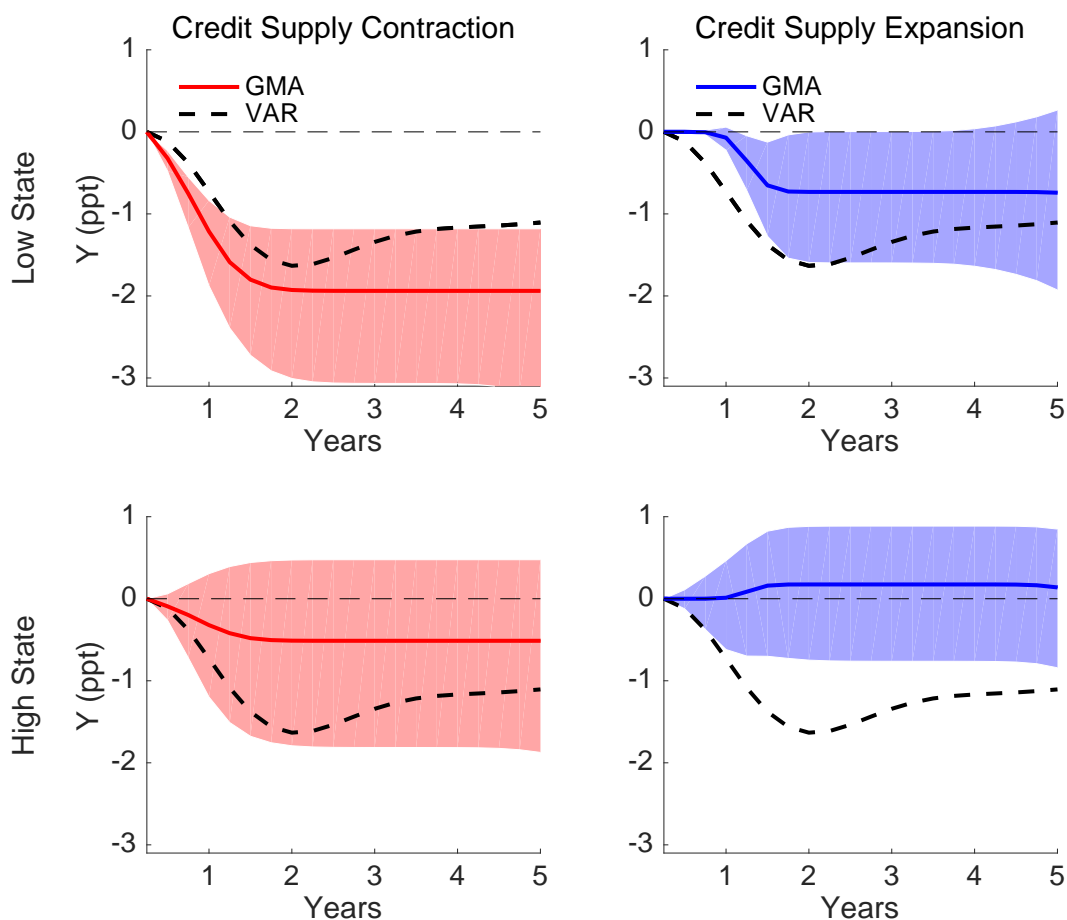 Credit Supply Contraction
Credit Supply Expansion
1
0
-1
-2
-3
GMA
VAR
Low State
Y (ppt)
1 2 3 4 5
Years
1
0
-1
-2
-3
GMA
VAR
1 2 3 4 5
Years
High State
Y (ppt)
1
0
-1
-2
-3
1 2 3 4 5
Years
1
0
-1
-2
-3
1 2 3 4 5
Years